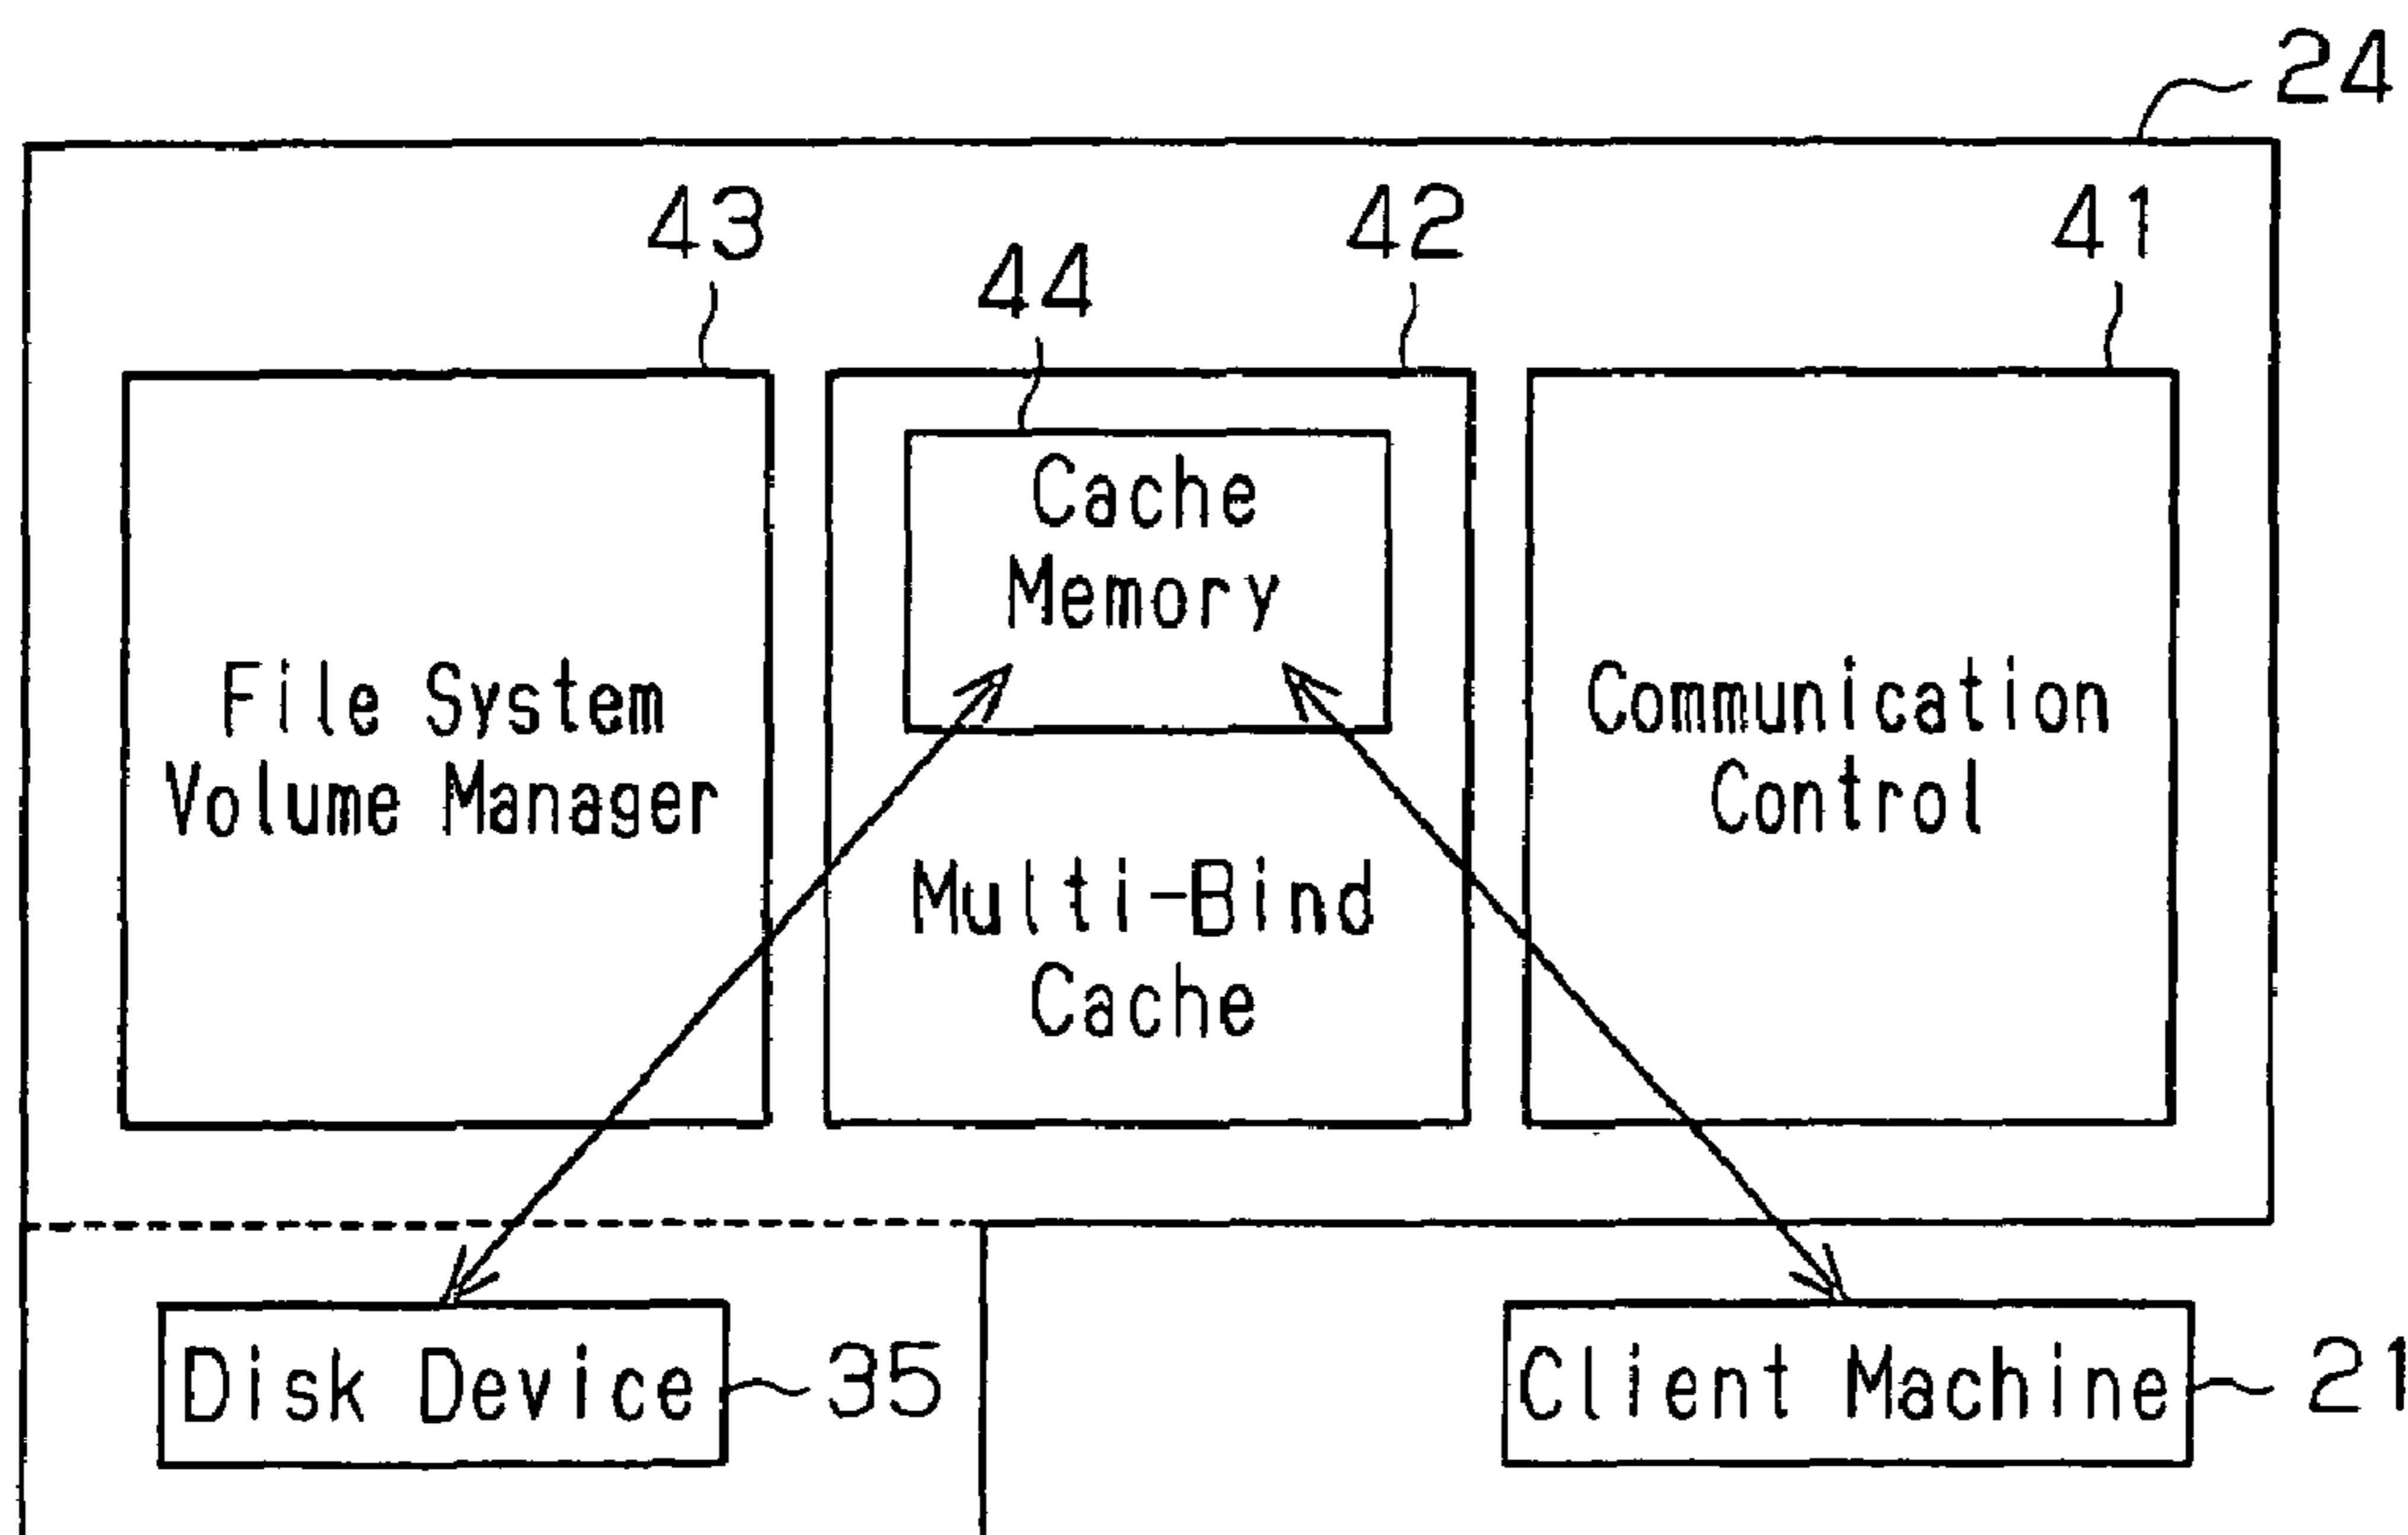 24
43
42
41
44
Cache
Memory
File System
Volume Manager
Communication
Control
Multi-Bind
Cache
Disk Device
35
Client Machine
21